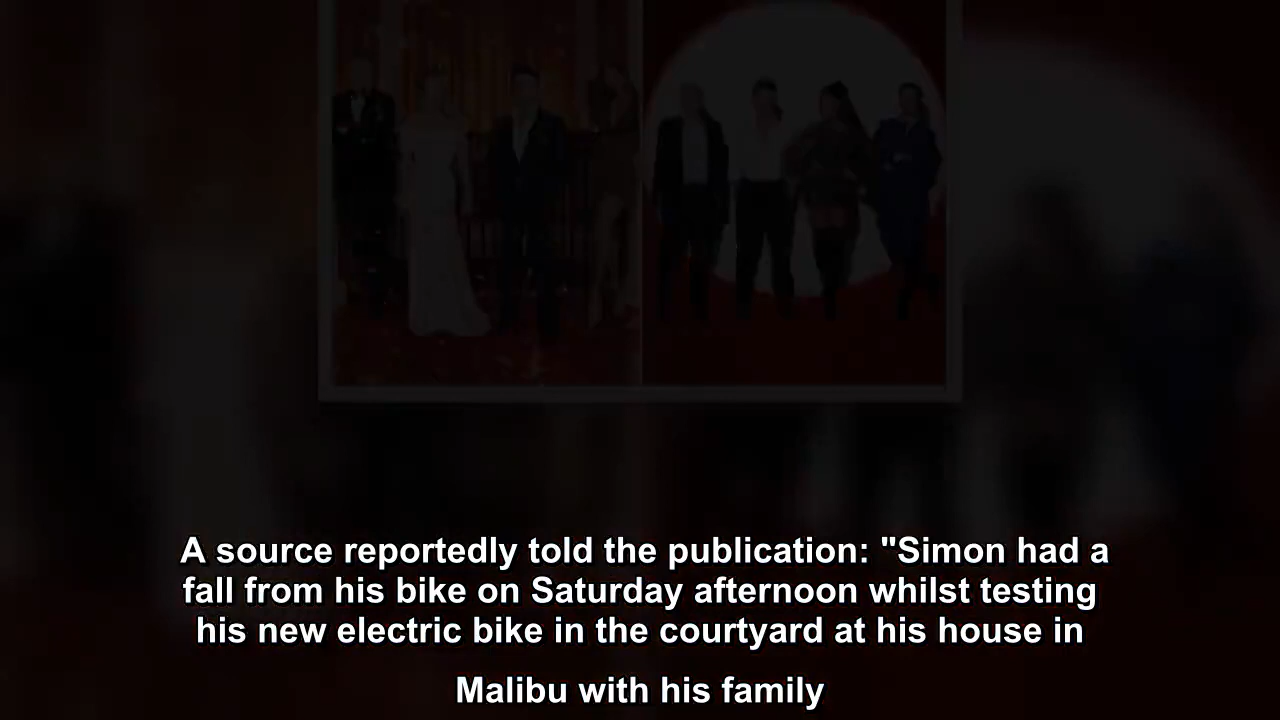 A source reportedly told the publication: "Simon had a
fall from his bike on Saturday afternoon whilst testing
his new electric bike in the courtyard at his house in
Malibu with his family